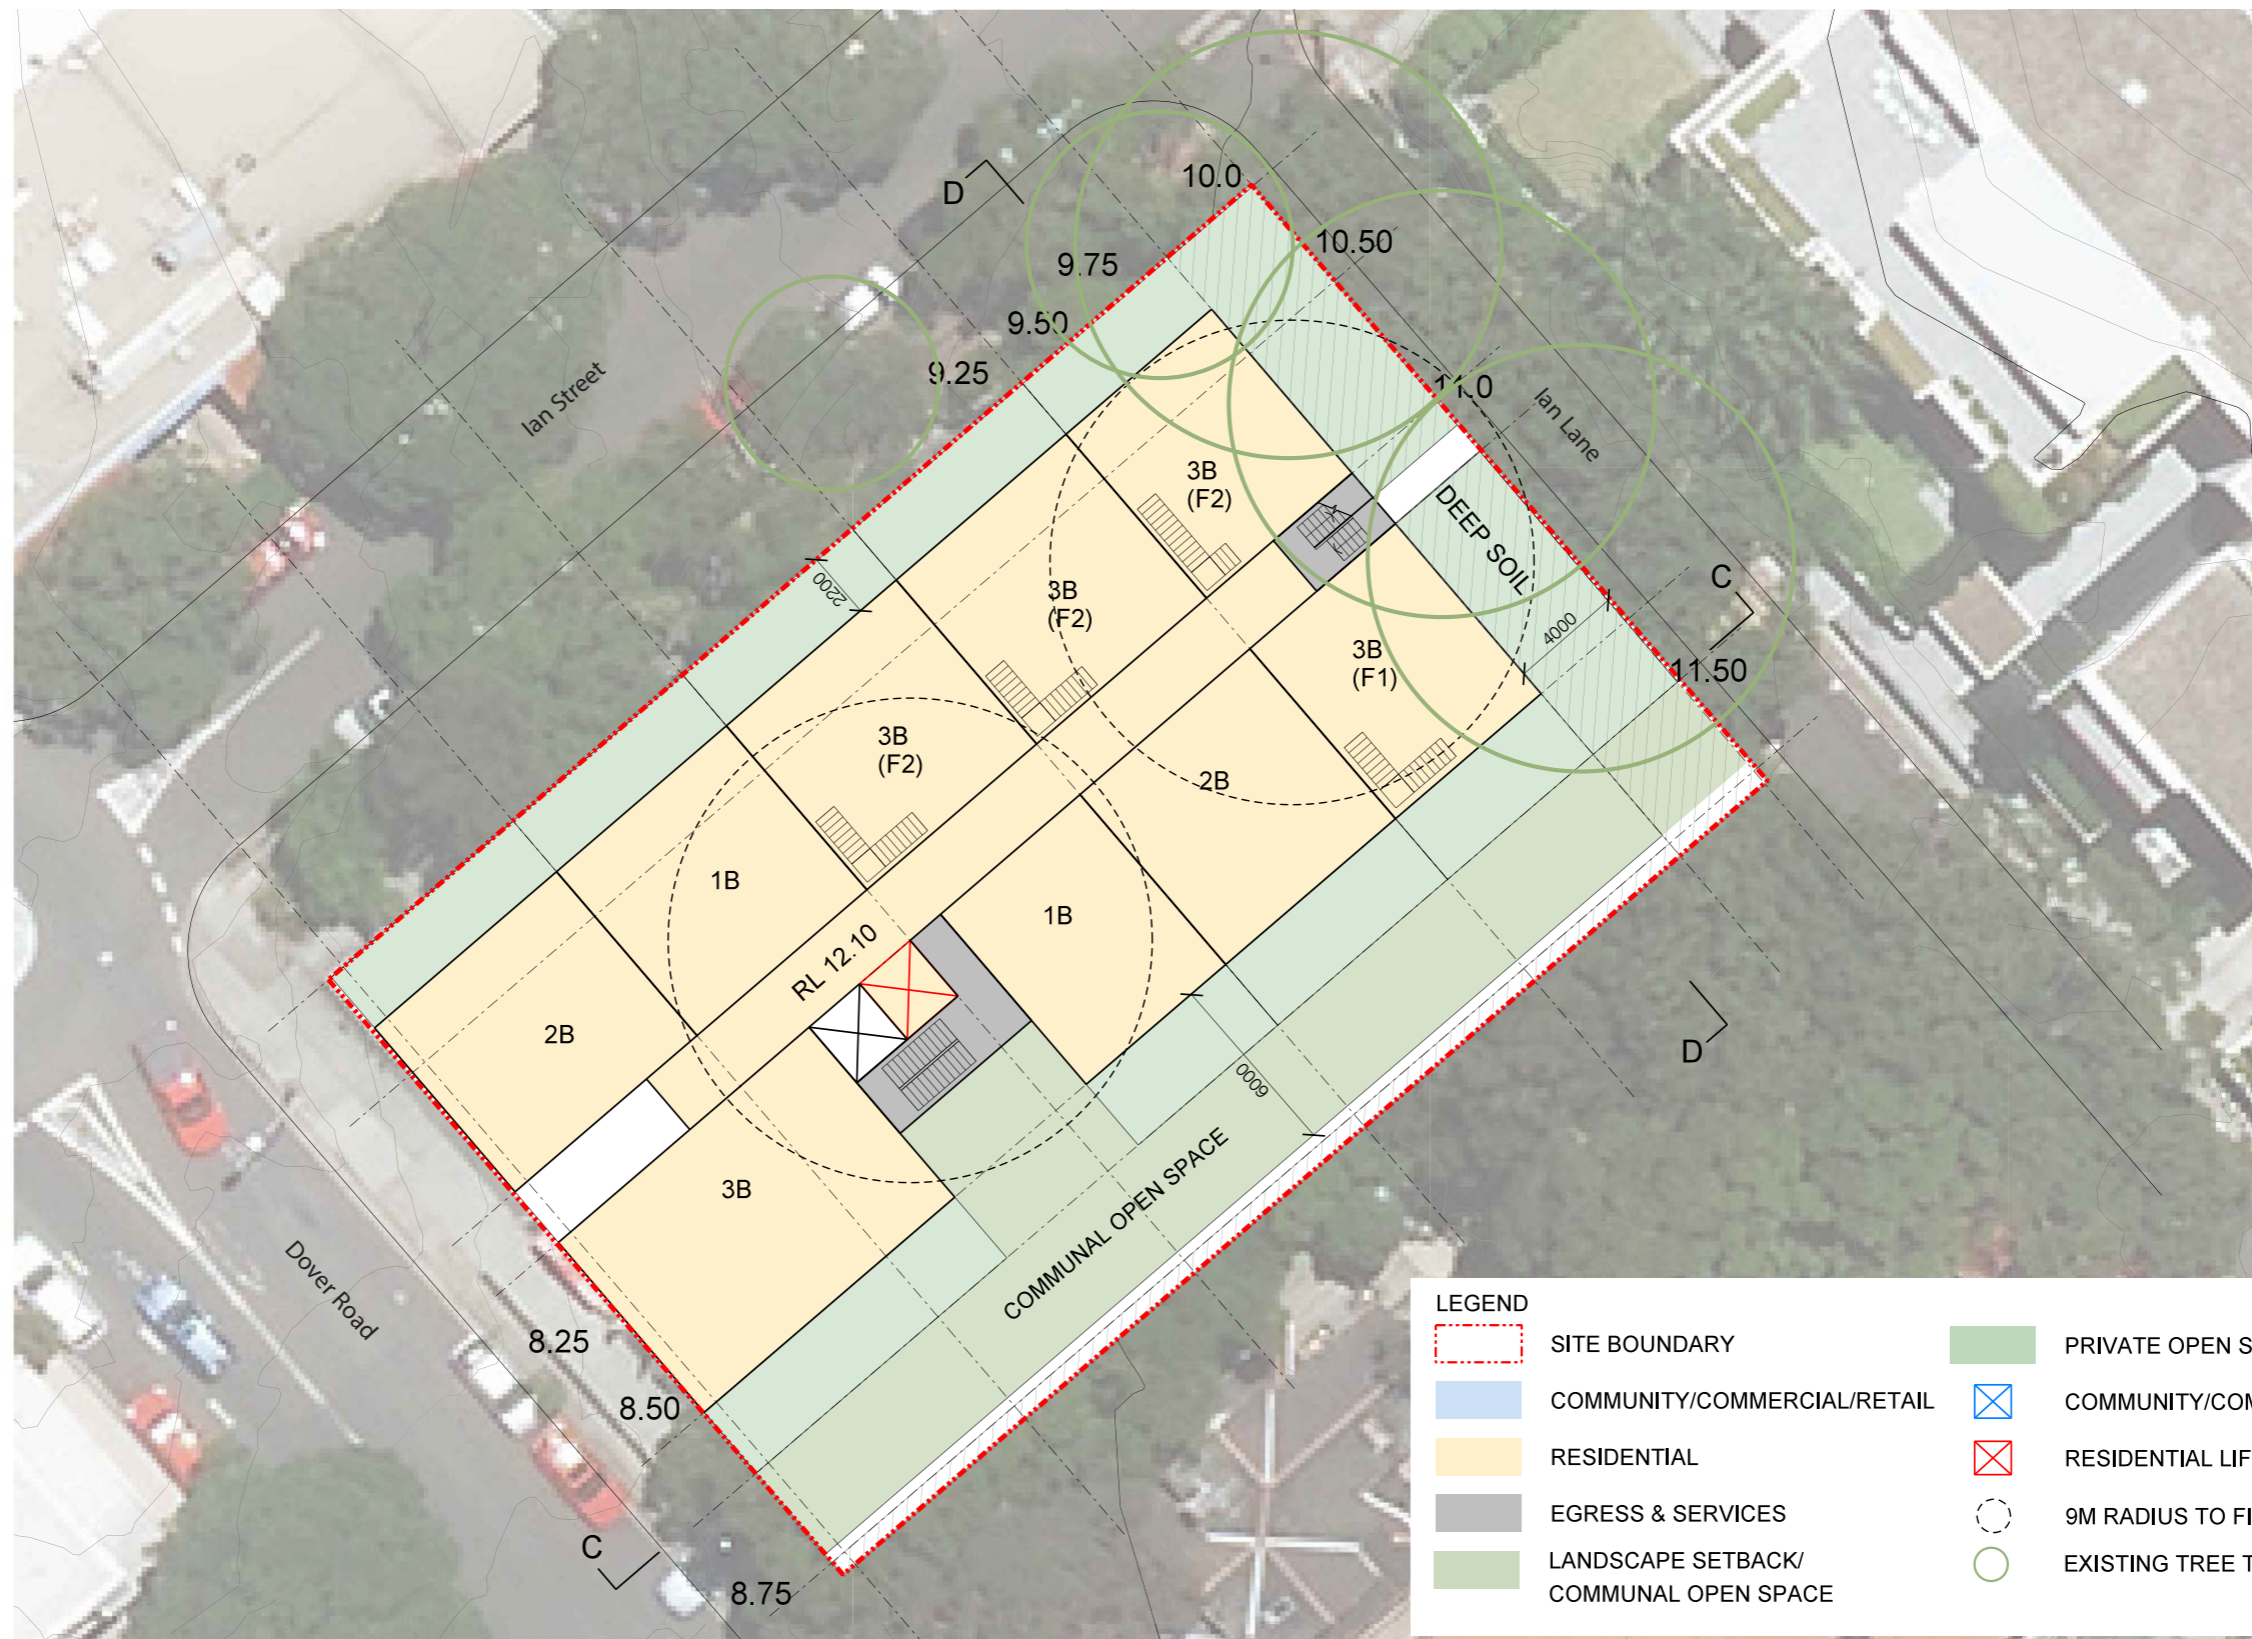 D
10.0
10.50
9.75
9.50
9.25
Ian Street
11.0
Ian Lane
3B
(F2)
DEEP SOIL
2200
3B
(F2)
C
4000
3B
(F1)
11.50
3B
(F2)
2B
1B
1B
RL 12.10
2B
D
6000
3B
COMMUNAL OPEN SPACE
Dover Road
8.25
8.50
C
8.75
LEGEND
SITE BOUNDARY
COMMUNITY/COMMERCIAL/RETAIL
RESIDENTIAL
EGRESS & SERVICES
LANDSCAPE SETBACK/
COMMUNAL OPEN SPACE
PRIVATE OPEN S
COMMUNITY/COM
RESIDENTIAL LIF
9M RADIUS TO FI
EXISTING TREE T